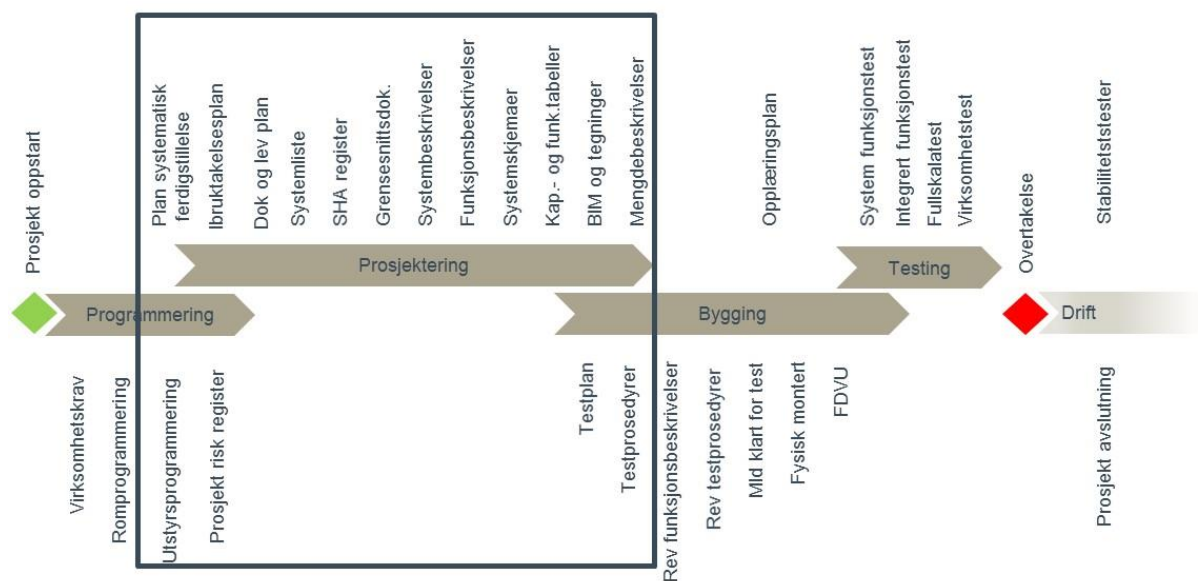 Prosjekt oppstart
Plan systematisk
ferdigstillelse
Ibruktakelsesplan
Dok og lev plan
Systemliste
SHA register
Grensesnittsdok.
Systembeskrivelser
Funksjonsbeskrivelser
Systemskjemaer
Kap.- og funk.tabeller
BIM og tegninger
Mengdebeskrivelser
Opplæringsplan
System funksjonstest
Integrert funksjonstest
Fullskalatest
Virksomhetstest
Overtakelse
Stabilitetstester
Prosjektering
Testing
Programmering
Bygging
Drift
Virksomhetskrav
Romprogrammering
Utstyrsprogrammering
Prosjekt risk register
Testplan
Testprosedyrer
Rev funksjonsbeskrivelser
Rev testprosedyrer
Mld klart for test
Fysisk montert
FDVU
Prosjekt avslutning